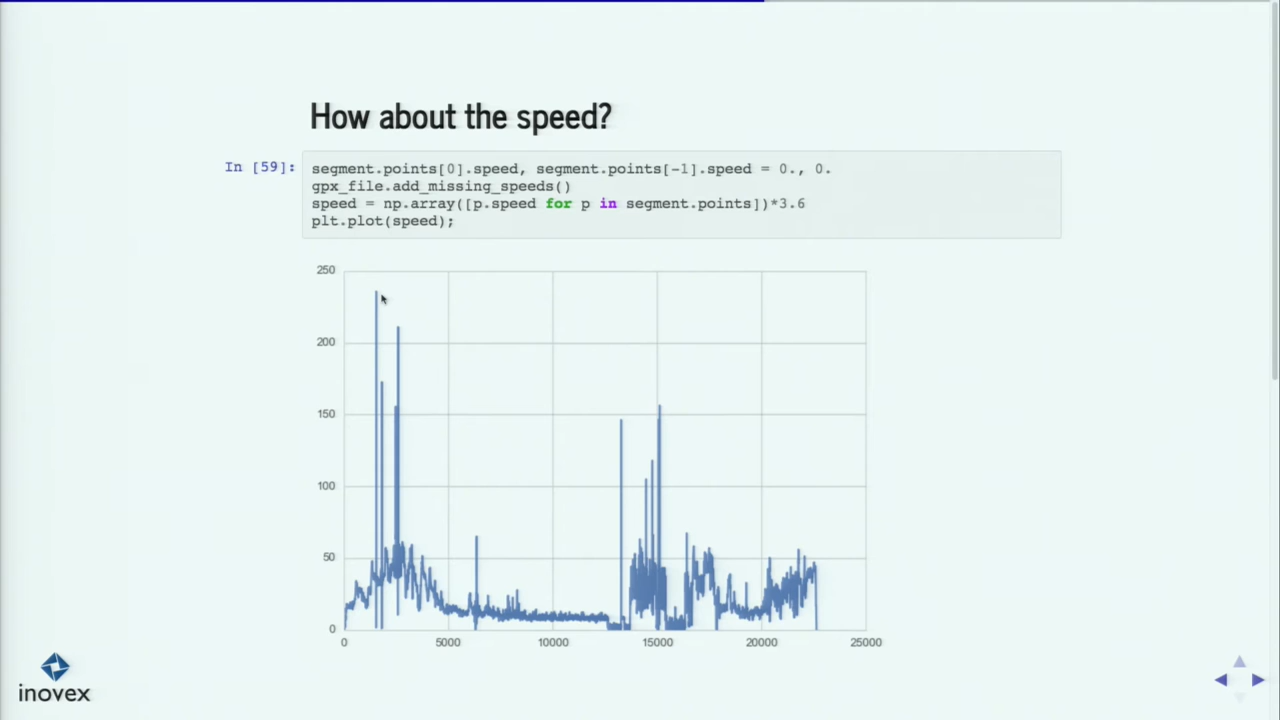 How about the speed?
In [59]:
segment.points[0].speed, segment.points[-1].speed = 0., 0.
gpx_file.add_missing_speeds()
speed = np.array([p.speed for p in segment.points])*3.6
plt.plot(speed);
250
200
150
100
50
0
0 5000 10000 15000 20000 25000
inovex